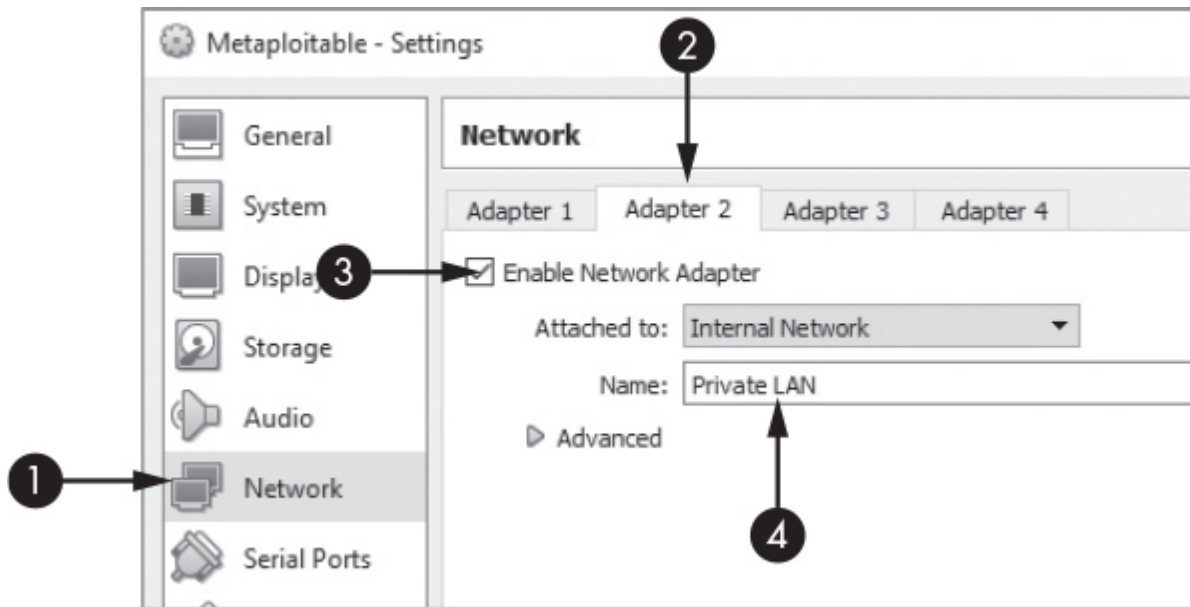 Metaploitable - Settings
2
General
System
Display
3
Storage
Audio
1
Network
Serial Ports
Network
Adapter 1 Adapter 2 Adapter 3 Adapter 4
Enable Network Adapter
Attached to: Internal Network
Name: Private LAN
Advanced
4